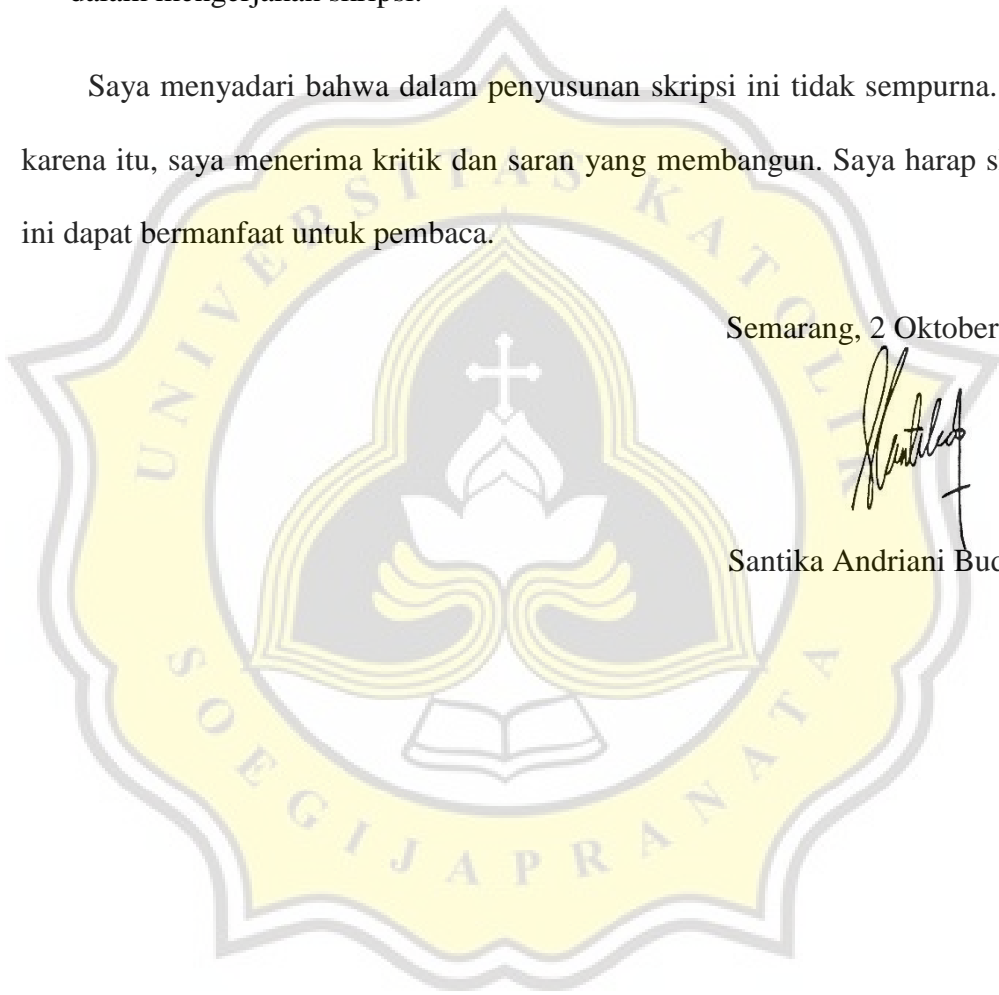 dalam mengerjakan skripsi.
Saya menyadari bahwa dalam penyusunan skripsi ini tidak sempurna.
karena itu, saya menerima kritik dan saran yang membangun. Saya harap
ini dapat bermanfaat untuk pembaca.
Semarang, 2 Oktober
Santika Andriani
UNIVERSITAS KATOLIK
SOEGIJAPRANATA